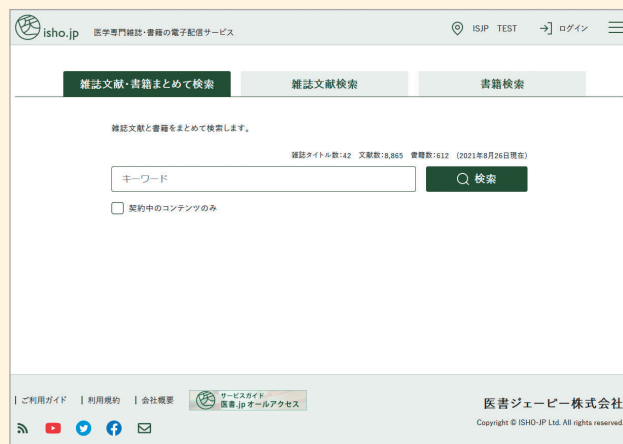 医 isho.jp 医学専門雑誌・書籍の電子配信サービス ISJP TEST ログイン
雑誌文献・書籍まとめて検索 雑誌文献検索 書籍検索
雑誌文献と書籍をまとめて検索します。
雑誌タイトル数:42 文献数:8,865 書籍数:612 (2021年8月26日現在)
キーワード 検索
契約中のコンテンツのみ
ご利用ガイド 利用規約 会社概要 医 サービスガイド
医書.jp オールアクセス
医書ジェーピー株式会社
Copyright © ISHO-JP Ltd. All rights reserved.